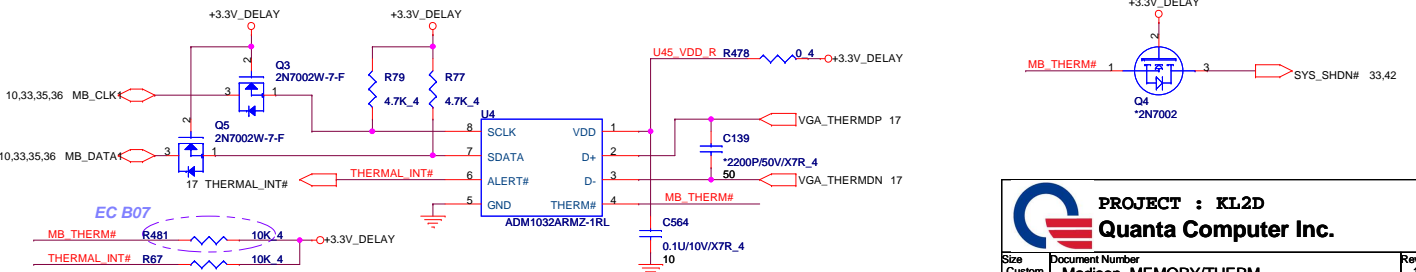 +3.3V_DELAY
+3.3V_DELAY
+3.3V_DELAY
2
Q3
2N7002W-7-F
10,33,35,36 MB_CLK
3
1
2
Q5
2N7002W-7-F
10,33,35,36 MB_DATA
3
1
R79
4.7K_4
R77
4.7K_4
U45_VDD_R R478 0_4 +3.3V_DELAY
U4
8 SCLK VDD 1
7 SDATA D+ 2
6 ALERT# D- 3
5 GND THERM# 4
ADM1032ARMZ-1RL
17 THERMAL_INT#
THERMAL_INT#
VGA_THERMDP 17
C139
*2200P/50V/X7R_4
50
VGA_THERMDN 17
MB_THERM#
C564
0.1U/10V/X7R_4
10
EC B07
MB_THERM# R481 10K_4 +3.3V_DELAY
THERMAL_INT# R67 10K_4
MB_THERM# 1
2
3
SYS_SHDN# 33,42
Q4
*2N7002
PROJECT : KL2D
Quanta Computer Inc.
Size
Document Number
Rev